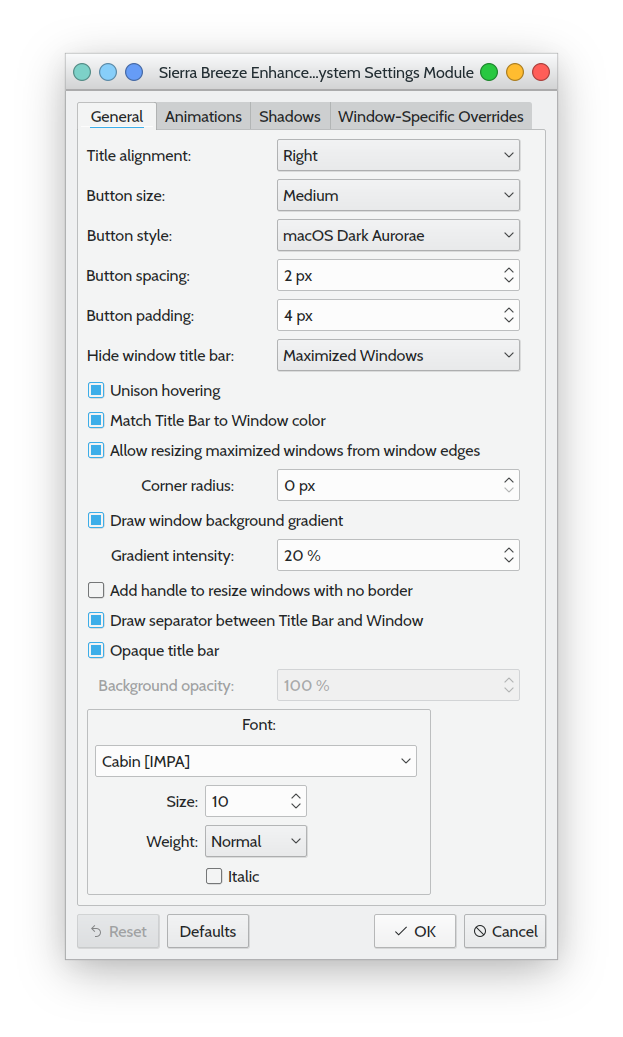 Sierra Breeze Enhance...ystem Settings Module
General Animations Shadows Window-Specific Overrides
Title alignment: Right
Button size: Medium
Button style: macOS Dark Aurorae
Button spacing: 2 px
Button padding: 4 px
Hide window title bar: Maximized Windows
Unison hovering
Match Title Bar to Window color
Allow resizing maximized windows from window edges
Corner radius: 0 px
Draw window background gradient
Gradient intensity: 20 %
Add handle to resize windows with no border
Draw separator between Title Bar and Window
Opaque title bar
Background opacity: 100 %
Font:
Cabin [IMPA]
Size: 10
Weight: Normal
Italic
Reset Defaults OK Cancel